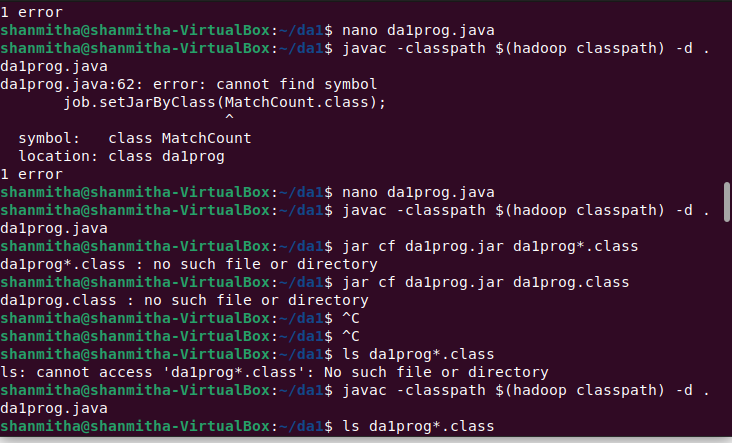 1 error
shanmitha@shanmitha-VirtualBox:~/da1$ nano da1prog.java
shanmitha@shanmitha-VirtualBox:~/da1$ javac -classpath $(hadoop classpath) -d .
da1prog.java
da1prog.java:62: error: cannot find symbol
       job.setJarByClass(MatchCount.class);
                         ^
  symbol:   class MatchCount
  location: class da1prog
1 error
shanmitha@shanmitha-VirtualBox:~/da1$ nano da1prog.java
shanmitha@shanmitha-VirtualBox:~/da1$ javac -classpath $(hadoop classpath) -d .
da1prog.java
shanmitha@shanmitha-VirtualBox:~/da1$ jar cf da1prog.jar da1prog*.class
da1prog*.class : no such file or directory
shanmitha@shanmitha-VirtualBox:~/da1$ jar cf da1prog.jar da1prog.class
da1prog.class : no such file or directory
shanmitha@shanmitha-VirtualBox:~/da1$ ^C
shanmitha@shanmitha-VirtualBox:~/da1$ ^C
shanmitha@shanmitha-VirtualBox:~/da1$ ls da1prog*.class
ls: cannot access 'da1prog*.class': No such file or directory
shanmitha@shanmitha-VirtualBox:~/da1$ javac -classpath $(hadoop classpath) -d .
da1prog.java
shanmitha@shanmitha-VirtualBox:~/da1$ ls da1prog*.class